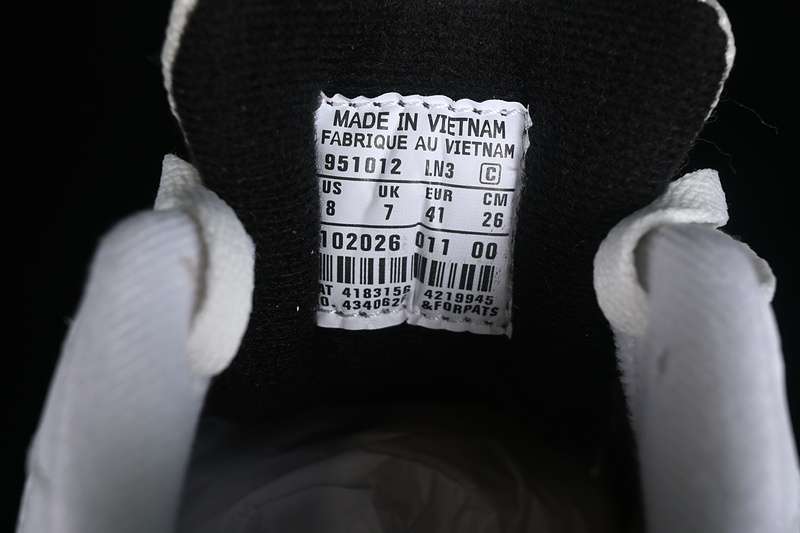 MADE IN VIETNAM
FABRIQUE AU VIETNAM
951012 LN3 C
US UK EUR CM
8 7 41 26
102026 011 00
AT 4183156 4219945
O. 434062 &FORPATS